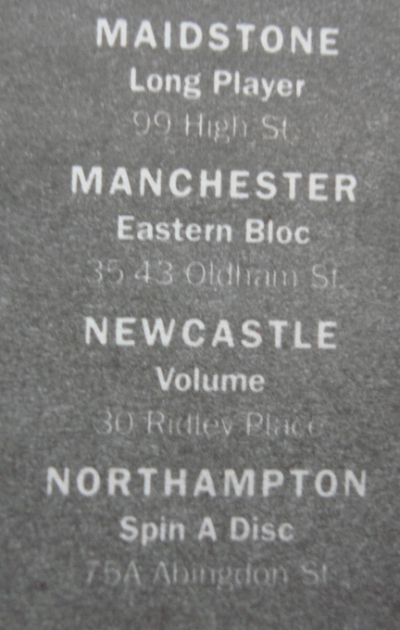 MAIDSTONE
Long Player
99 High St.
MANCHESTER
Eastern Bloc
35-43 Oldham St.
NEWCASTLE
Volume
30 Ridley Place
NORTHAMPTON
Spin A Disc
75A Abingdon St.